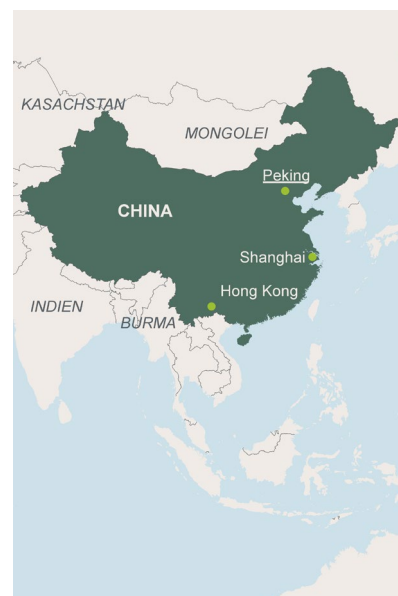 KASACHSTAN
MONGOLEI
Peking
CHINA
Shanghai
Hong Kong
INDIEN
BURMA